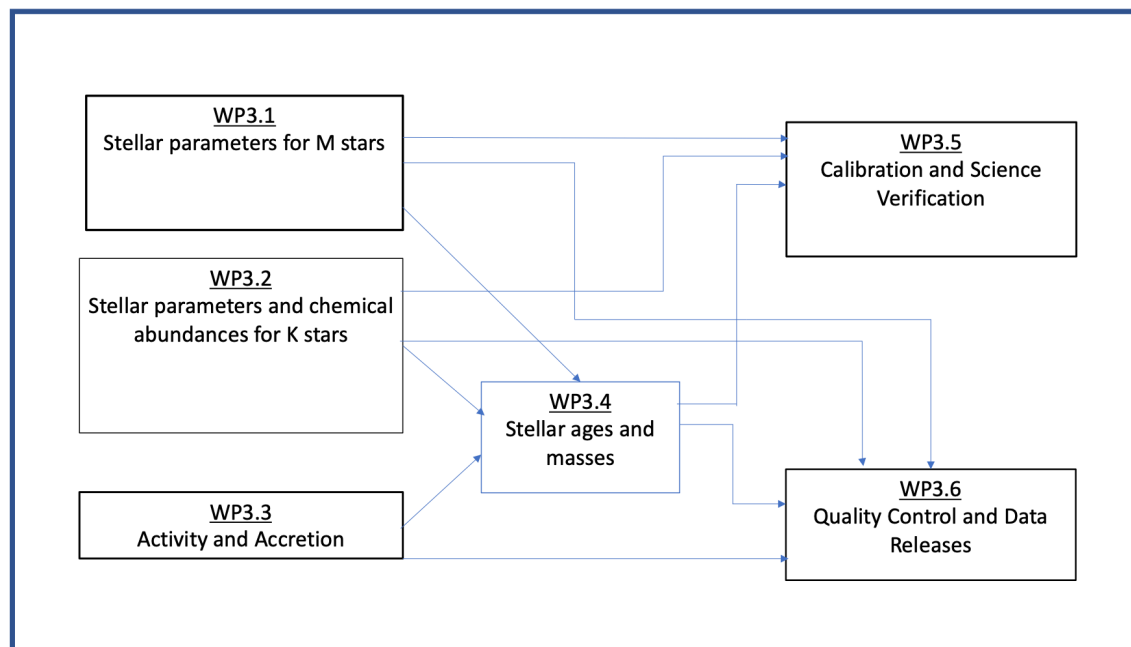 WP3.1
Stellar parameters for M stars
WP3.2
Stellar parameters and chemical
abundances for K stars
WP3.3
Activity and Accretion
WP3.4
Stellar ages and
masses
WP3.5
Calibration and Science
Verification
WP3.6
Quality Control and Data
Releases